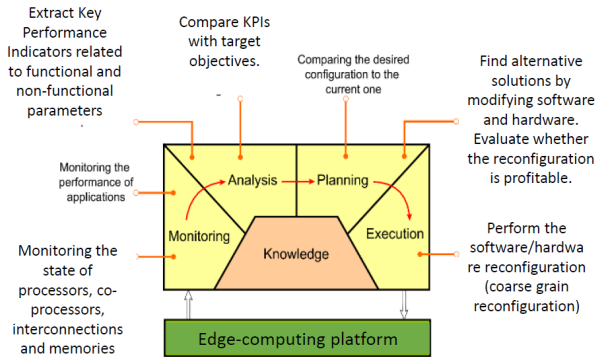 Extract Key
Performance
Indicators related
to functional and
non-functional
parameters
Compare KPIs
with target
objectives.
Comparing the desired
configuration to the
current one
Find alternative
solutions by
modifying software
and hardware.
Evaluate whether
the reconfiguration
is profitable.
Monitoring the
performance of
applications
Analysis
Planning
Monitoring
Execution
Knowledge
Monitoring the
state of
processors, co-
processors,
interconnections
and memories
Perform the
software/hardwa
re reconfiguration
(coarse grain
reconfiguration)
Edge-computing platform